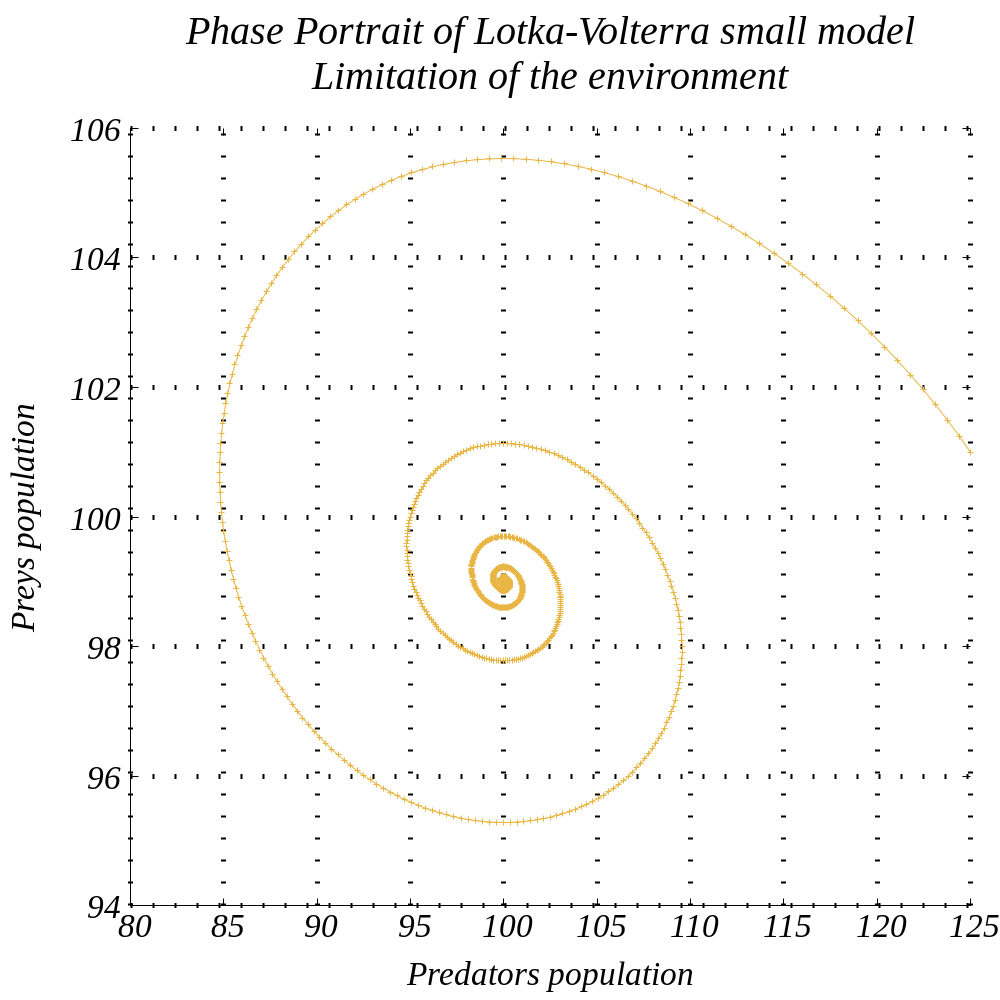 Phase Portrait of Lotka-Volterra small model
Limitation of the environment
106
104
102
100
98
96
94
Preys population
80 85 90 95 100 105 110 115 120 125
Predators population